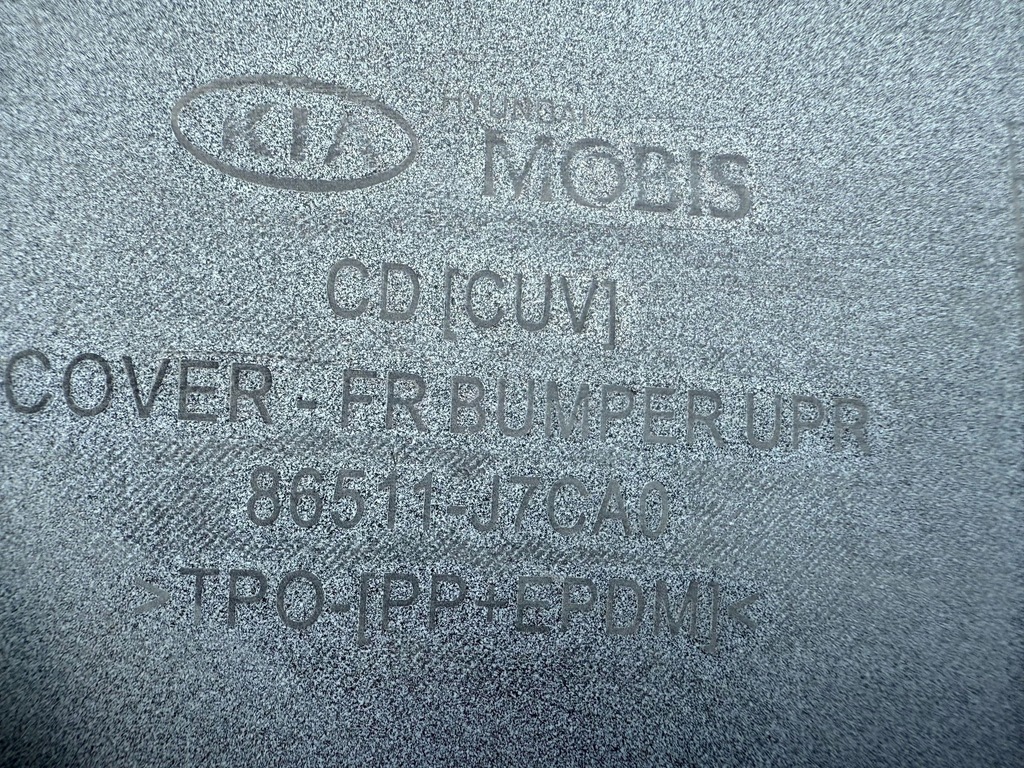 KIA HYUNDAI
MOBIS
CD [CUV]
COVER - FR BUMPER UPR
86511-J7CA0
>TPO-[PP+EPDM]<